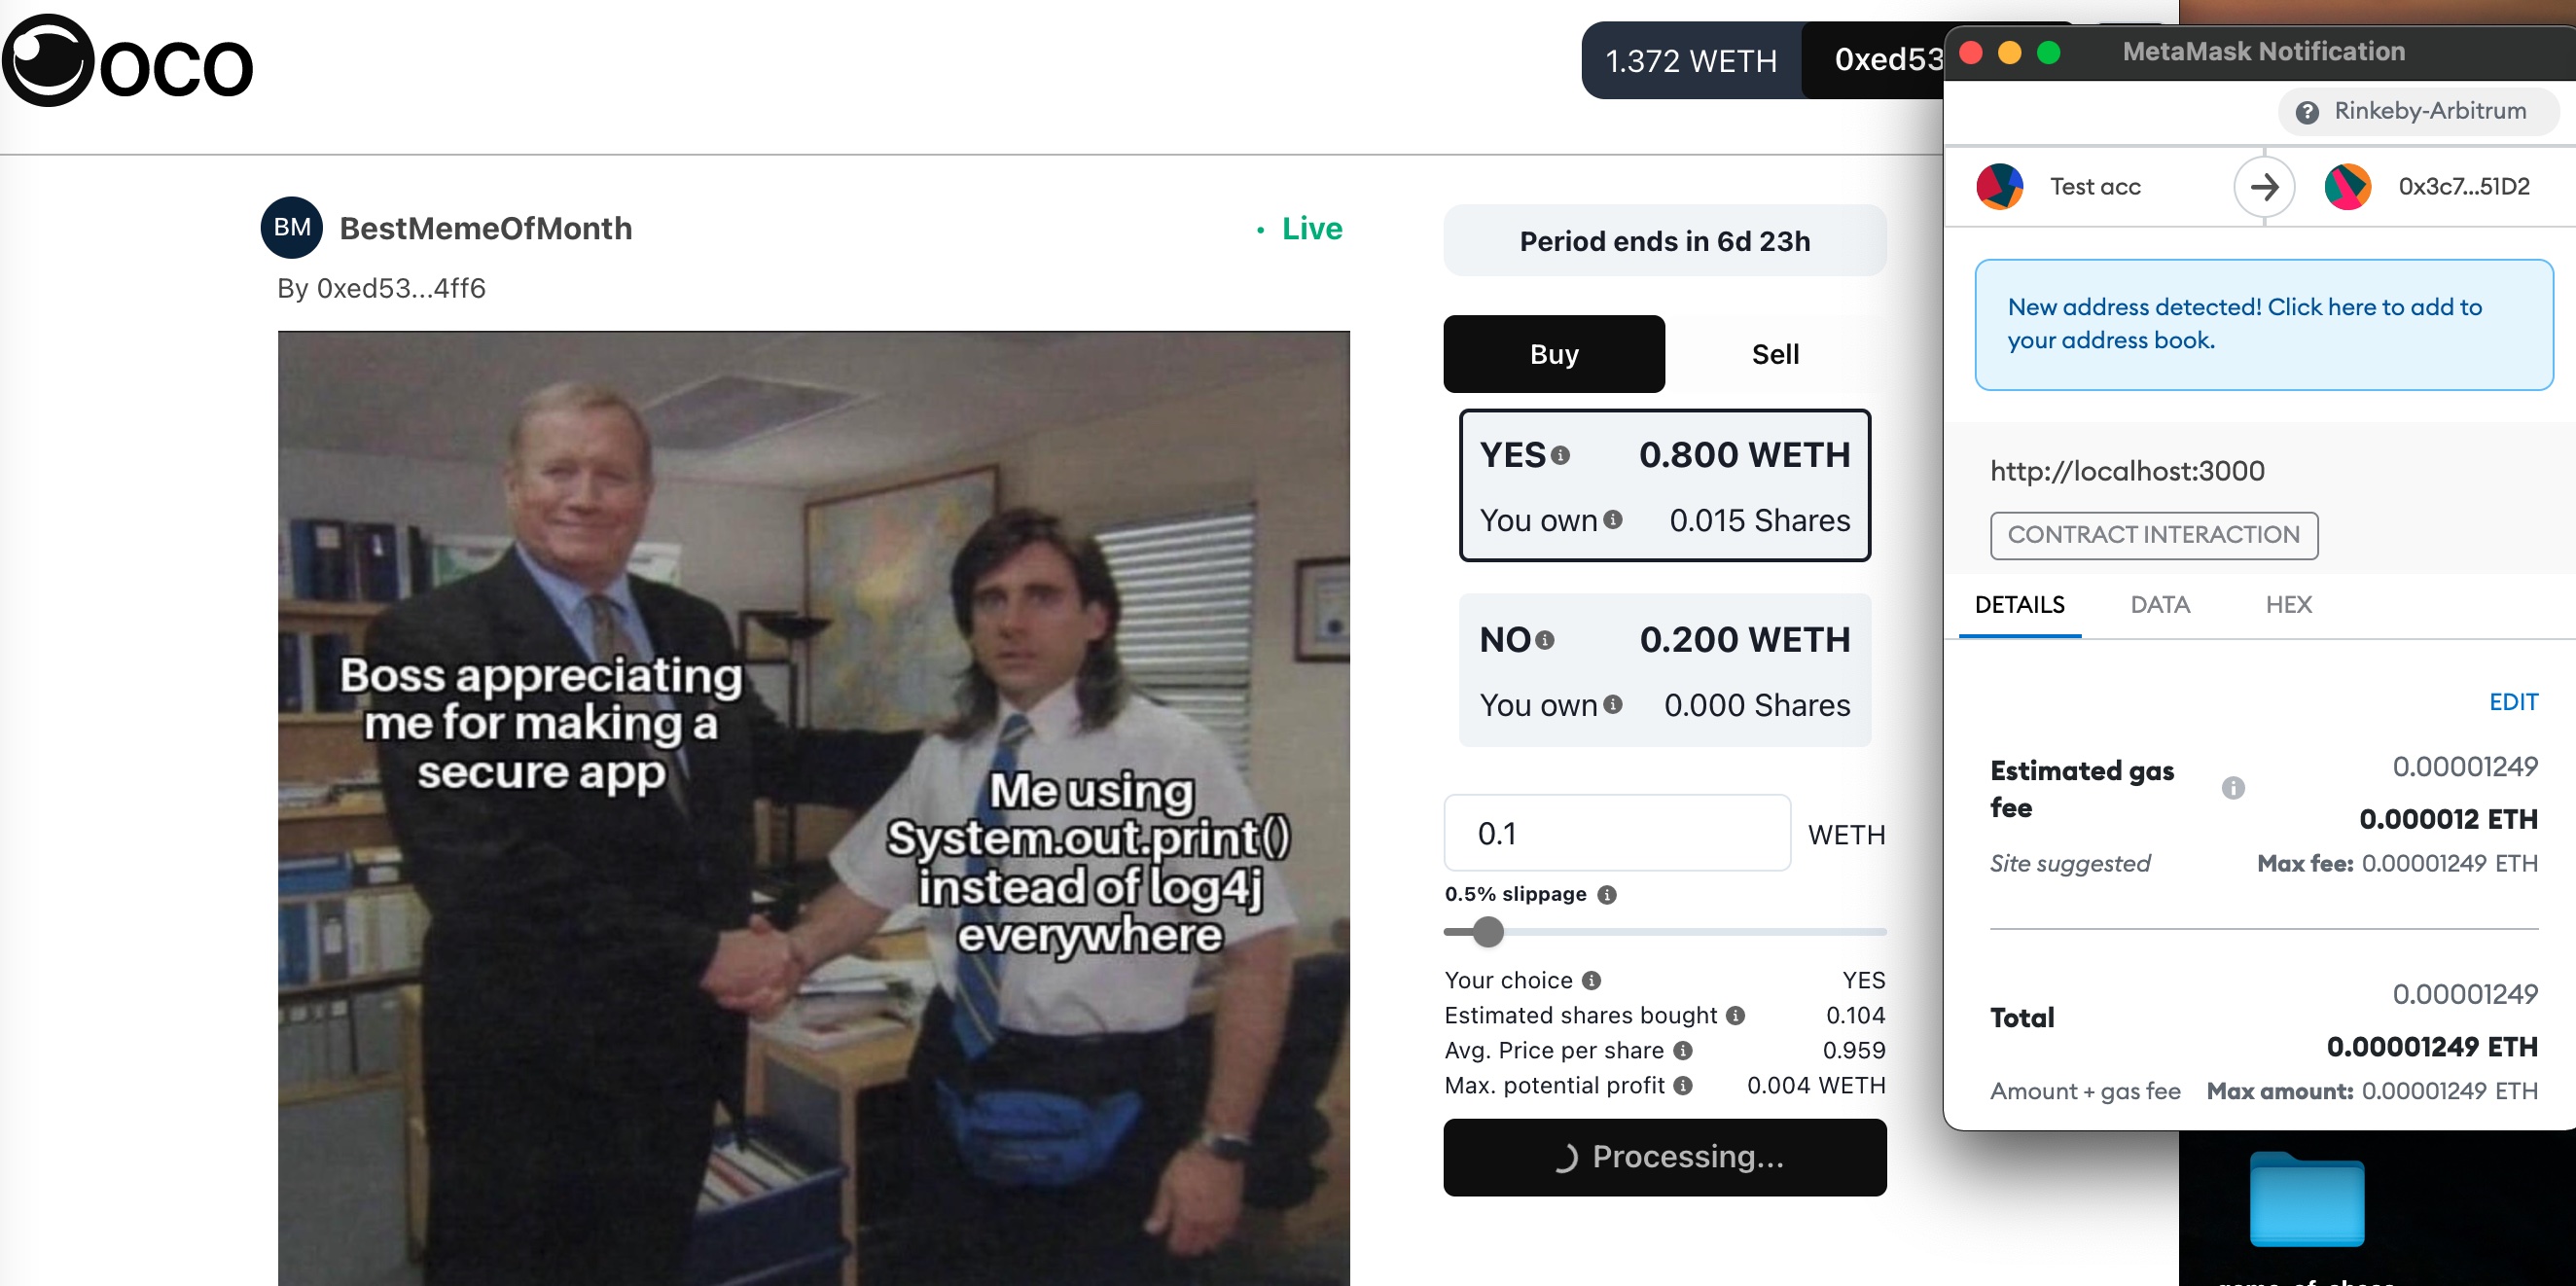 OCO
1.372 WETH
0xed53
BM
BestMemeOfMonth
• Live
By 0xed53...4ff6
Boss appreciating
me for making a
secure app
Me using
System.out.print()
instead of log4j
everywhere
Period ends in 6d 23h
Buy
Sell
YES
0.800 WETH
You own
0.015 Shares
NO
0.200 WETH
You own
0.000 Shares
0.1
WETH
0.5% slippage
Your choice
YES
Estimated shares bought
0.104
Avg. Price per share
0.959
Max. potential profit
0.004 WETH
Processing...
MetaMask Notification
Rinkeby-Arbitrum
Test acc
0x3c7...51D2
New address detected! Click here to add to
your address book.
http://localhost:3000
CONTRACT INTERACTION
DETAILS
DATA
HEX
EDIT
Estimated gas
fee
0.00001249
0.000012 ETH
Site suggested
Max fee: 0.00001249 ETH
Total
0.00001249
0.00001249 ETH
Amount + gas fee
Max amount: 0.00001249 ETH